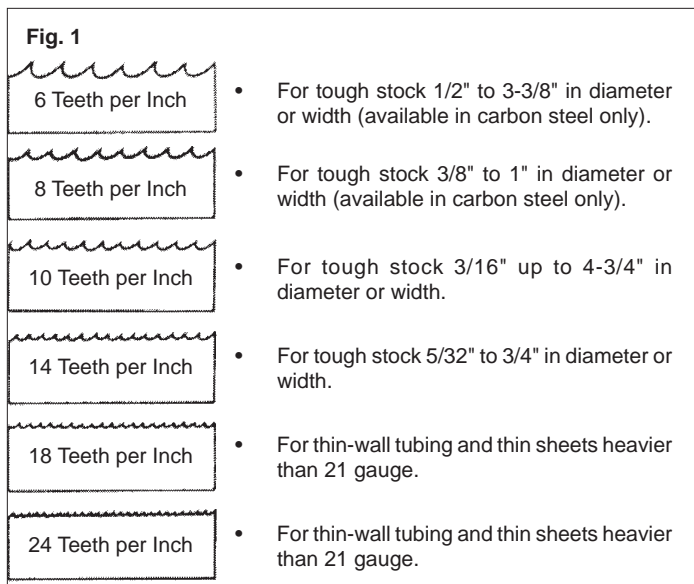 Fig. 1
6 Teeth per Inch
• For tough stock 1/2" to 3-3/8" in diameter
or width (available in carbon steel only).
8 Teeth per Inch
• For tough stock 3/8" to 1" in diameter or
width (available in carbon steel only).
10 Teeth per Inch
• For tough stock 3/16" up to 4-3/4" in
diameter or width.
14 Teeth per Inch
• For tough stock 5/32" to 3/4" in diameter or
width.
18 Teeth per Inch
• For thin-wall tubing and thin sheets heavier
than 21 gauge.
24 Teeth per Inch
• For thin-wall tubing and thin sheets heavier
than 21 gauge.